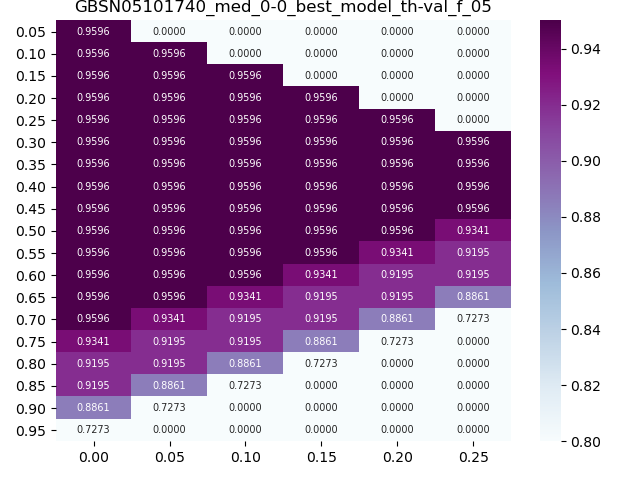 GBSN05101740_med_0-0_best_model_th-val_f_05
0.05 0.9596 0.0000 0.0000 0.0000 0.0000 0.0000
0.10 0.9596 0.9596 0.0000 0.0000 0.0000 0.0000
0.15 0.9596 0.9596 0.9596 0.0000 0.0000 0.0000
0.20 0.9596 0.9596 0.9596 0.9596 0.0000 0.0000
0.25 0.9596 0.9596 0.9596 0.9596 0.9596 0.0000
0.30 0.9596 0.9596 0.9596 0.9596 0.9596 0.9596
0.35 0.9596 0.9596 0.9596 0.9596 0.9596 0.9596
0.40 0.9596 0.9596 0.9596 0.9596 0.9596 0.9596
0.45 0.9596 0.9596 0.9596 0.9596 0.9596 0.9596
0.50 0.9596 0.9596 0.9596 0.9596 0.9596 0.9341
0.55 0.9596 0.9596 0.9596 0.9596 0.9341 0.9195
0.60 0.9596 0.9596 0.9596 0.9341 0.9195 0.9195
0.65 0.9596 0.9596 0.9341 0.9195 0.9195 0.8861
0.70 0.9596 0.9341 0.9195 0.9195 0.8861 0.7273
0.75 0.9341 0.9195 0.9195 0.8861 0.7273 0.0000
0.80 0.9195 0.9195 0.8861 0.7273 0.0000 0.0000
0.85 0.9195 0.8861 0.7273 0.0000 0.0000 0.0000
0.90 0.8861 0.7273 0.0000 0.0000 0.0000 0.0000
0.95 0.7273 0.0000 0.0000 0.0000 0.0000 0.0000
0.00 0.05 0.10 0.15 0.20 0.25
0.94
0.92
0.90
0.88
0.86
0.84
0.82
0.80